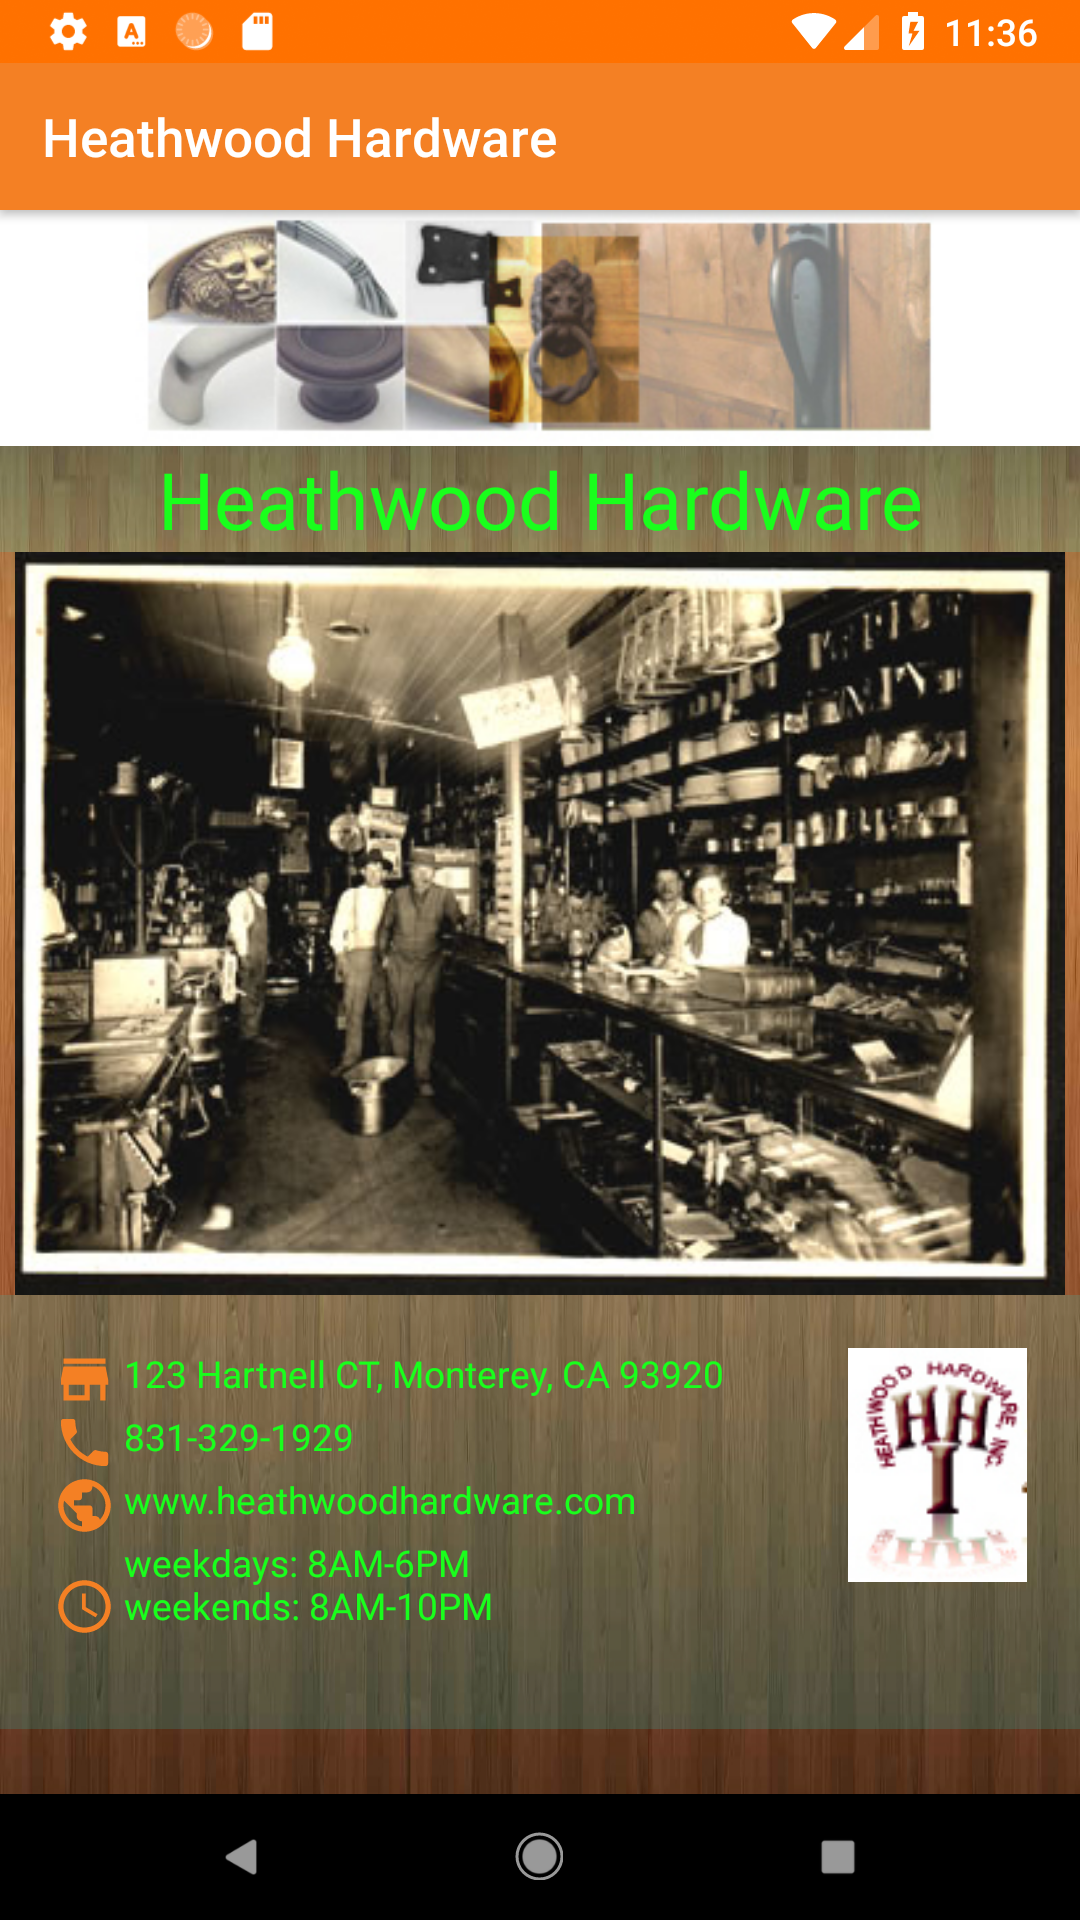 11:36
Heathwood Hardware
Heathwood Hardware
123 Hartnell CT, Monterey, CA 93920
HEATHWOOD HARDWARE, INC.
HHI
831-329-1929
www.heathwoodhardware.com
weekdays: 8AM-6PM
weekends: 8AM-10PM